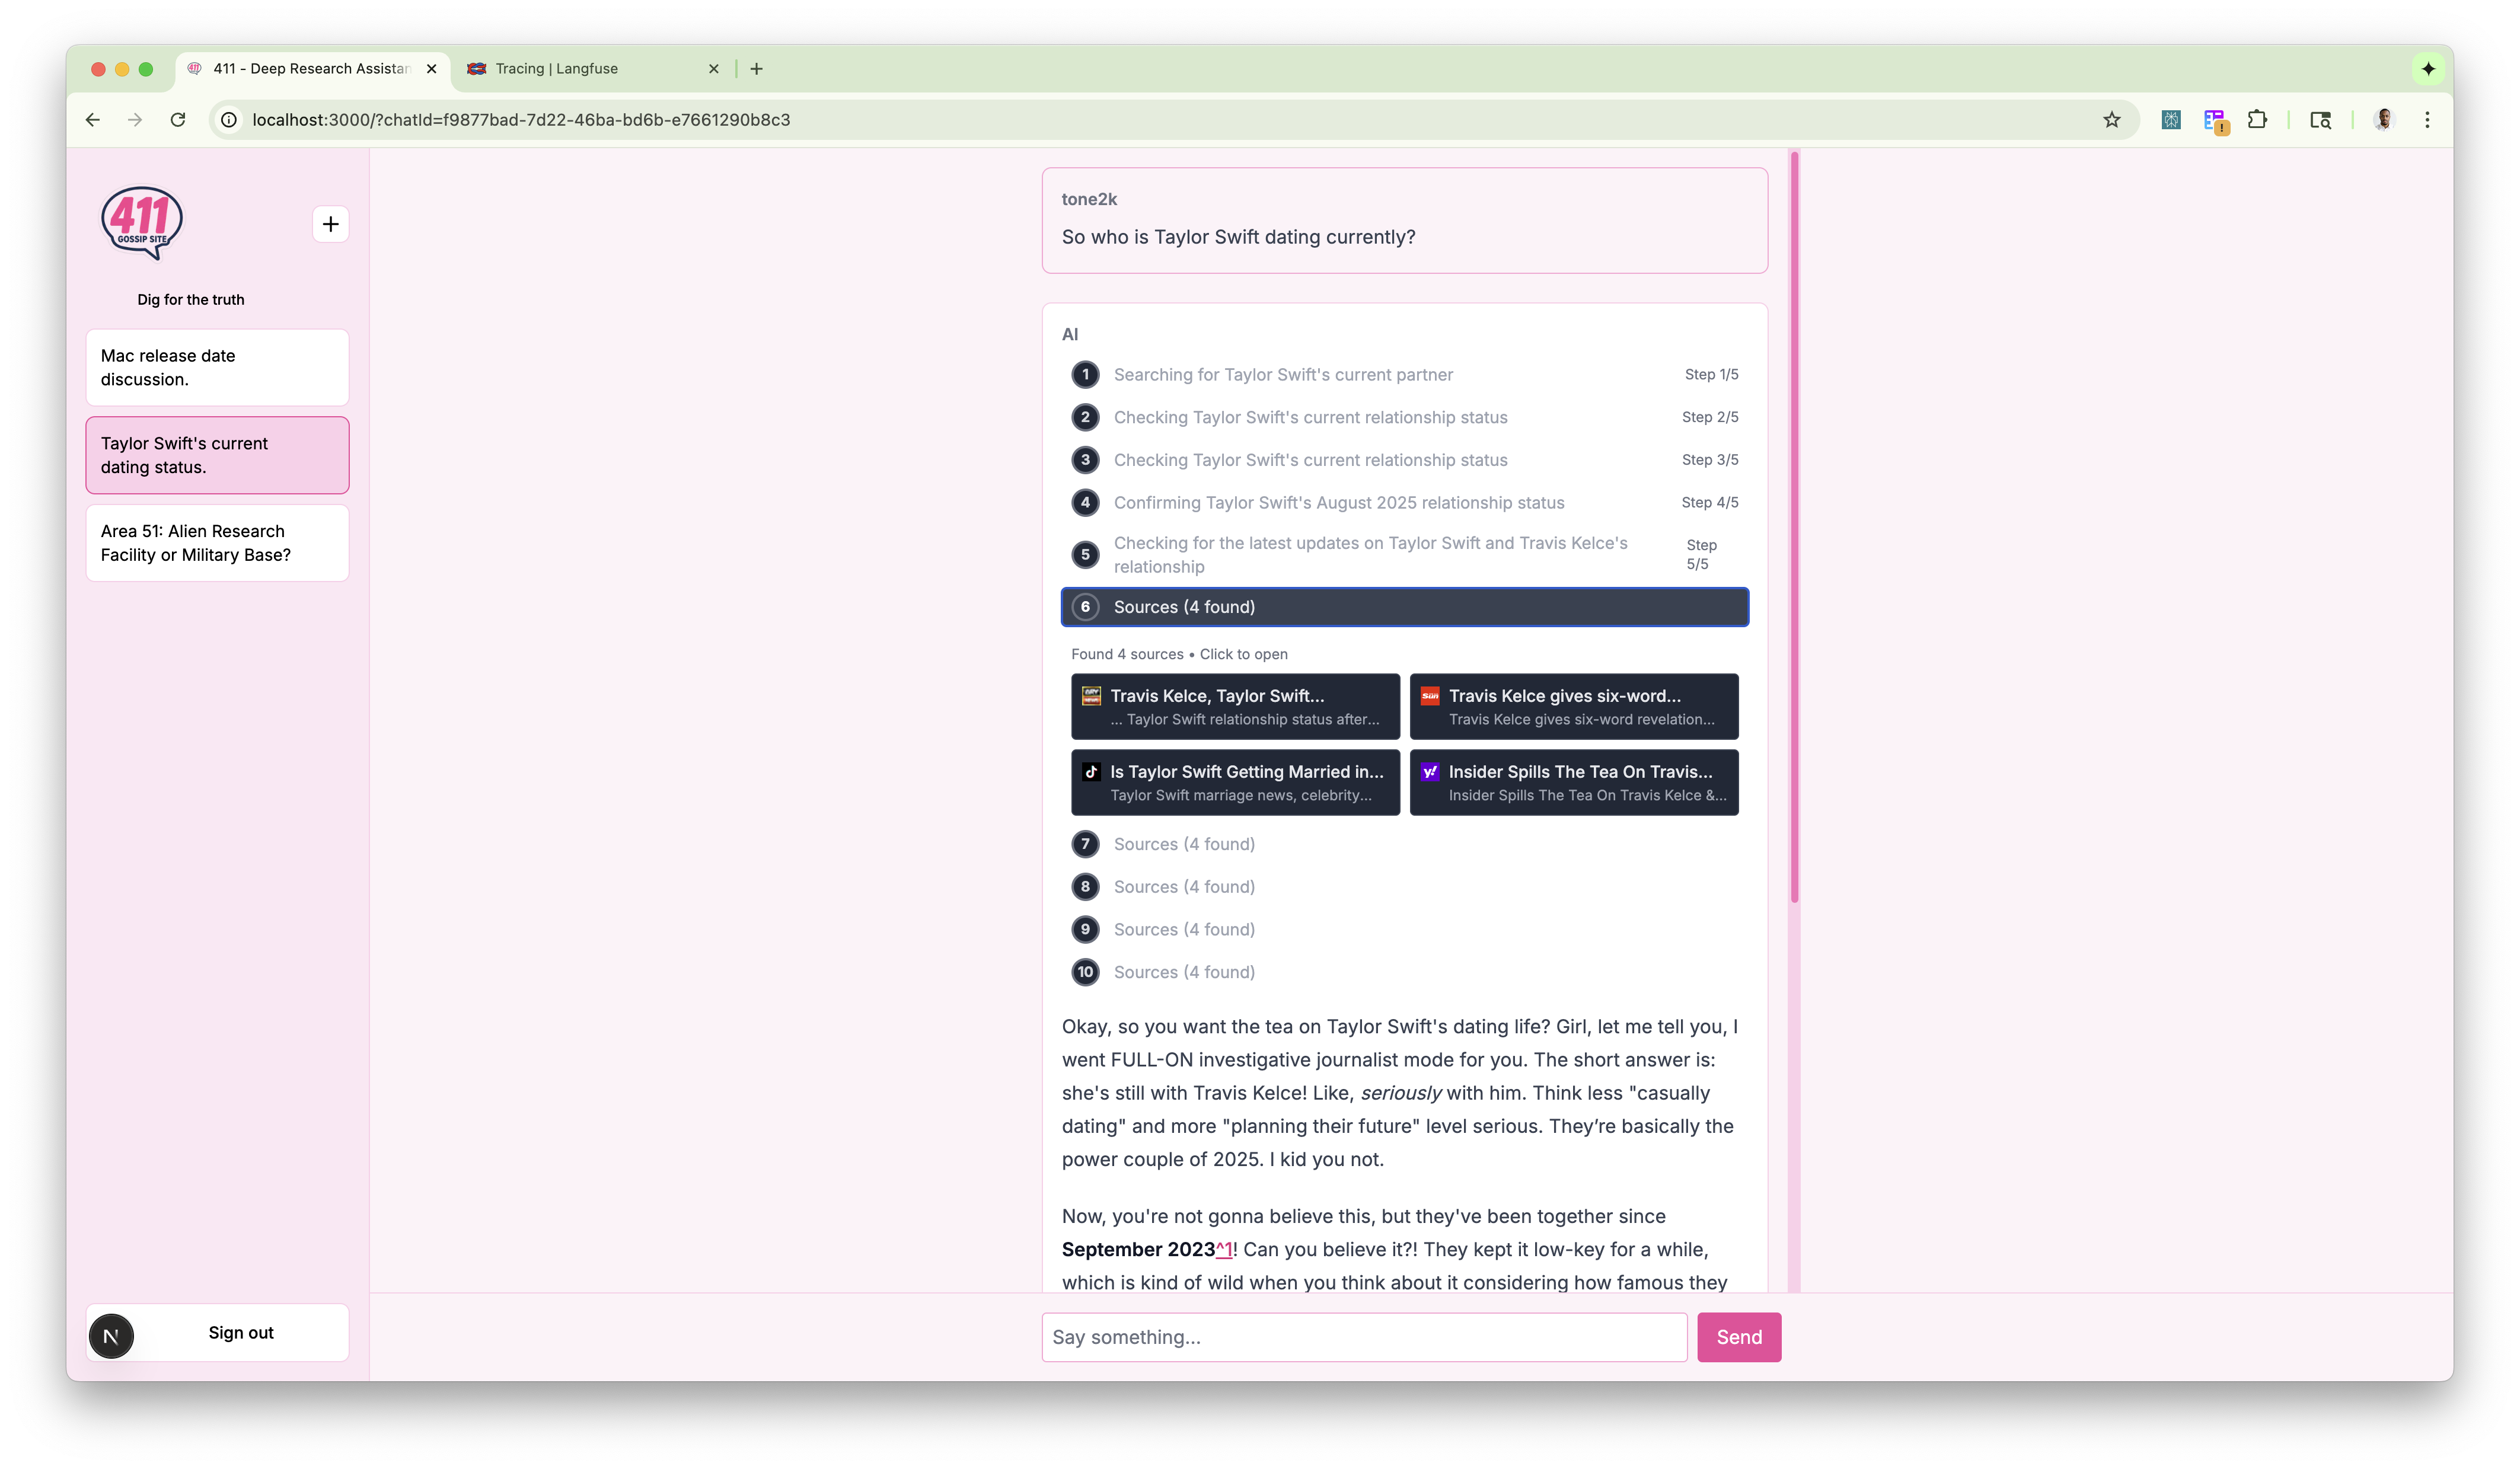 411 - Deep Research Assistan
Tracing | Langfuse
localhost:3000/?chatId=f9877bad-7d22-46ba-bd6b-e7661290b8c3
411
GOSSIP SITE
+
Dig for the truth
Mac release date
discussion.
Taylor Swift's current
dating status.
Area 51: Alien Research
Facility or Military Base?
N
Sign out
tone2k
So who is Taylor Swift dating currently?
AI
1 Searching for Taylor Swift's current partner Step 1/5
2 Checking Taylor Swift's current relationship status Step 2/5
3 Checking Taylor Swift's current relationship status Step 3/5
4 Confirming Taylor Swift's August 2025 relationship status Step 4/5
5 Checking for the latest updates on Taylor Swift and Travis Kelce's Step
relationship 5/5
6 Sources (4 found)
Found 4 sources • Click to open
Travis Kelce, Taylor Swift...
... Taylor Swift relationship status after...
Sun Travis Kelce gives six-word...
Travis Kelce gives six-word revelation...
Is Taylor Swift Getting Married in...
Taylor Swift marriage news, celebrity...
y! Insider Spills The Tea On Travis...
Insider Spills The Tea On Travis Kelce &...
7 Sources (4 found)
8 Sources (4 found)
9 Sources (4 found)
10 Sources (4 found)
Okay, so you want the tea on Taylor Swift's dating life? Girl, let me tell you, I
went FULL-ON investigative journalist mode for you. The short answer is:
she's still with Travis Kelce! Like, seriously with him. Think less "casually
dating" and more "planning their future" level serious. They’re basically the
power couple of 2025. I kid you not.
Now, you're not gonna believe this, but they've been together since
September 2023^1! Can you believe it?! They kept it low-key for a while,
which is kind of wild when you think about it considering how famous they
Say something...
Send